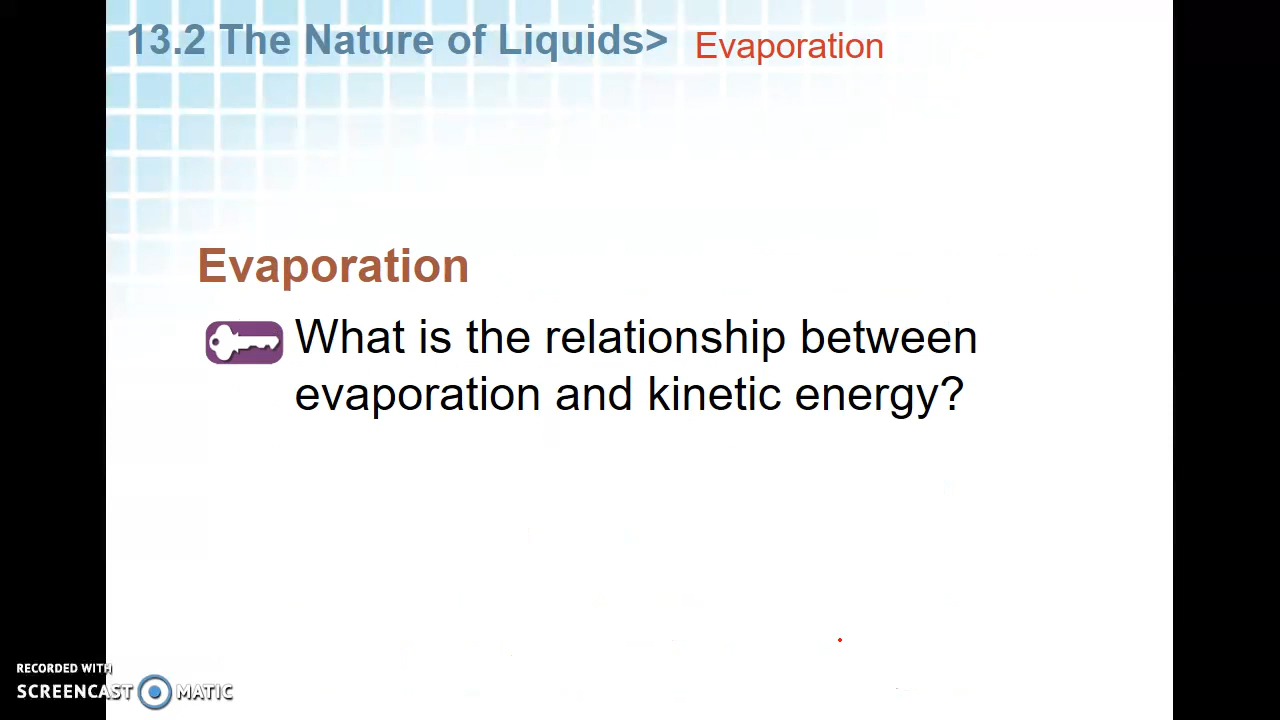 13.2 The Nature of Liquids> Evaporation
Evaporation
What is the relationship between
evaporation and kinetic energy?
RECORDED WITH
SCREENCAST MATIC